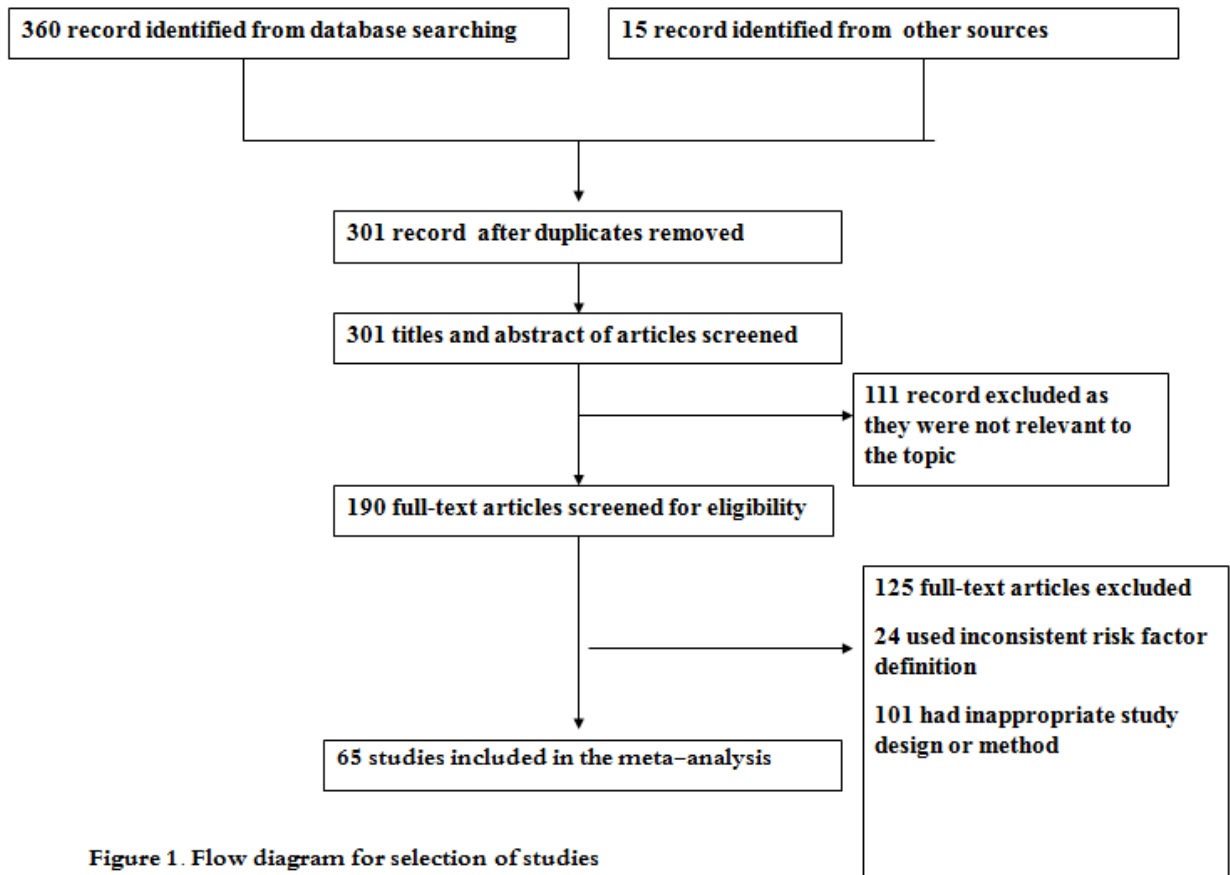 360 record identified from database searching
15 record identified from other sources
301 record after duplicates removed
301 titles and abstract of articles screened
111 record excluded as
they were not relevant to
the topic
190 full-text articles screened for eligibility
125 full-text articles excluded
24 used inconsistent risk factor
definition
101 had inappropriate study
design or method
65 studies included in the meta-analysis
Figure 1. Flow diagram for selection of studies